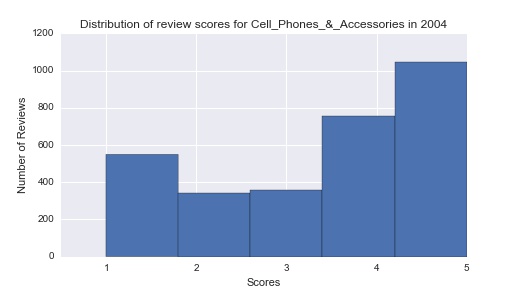 Distribution of review scores for Cell_Phones_&_Accessories in 2004
1200
1000
800
600
400
200
0
Number of Reviews
1 2 3 4 5
Scores